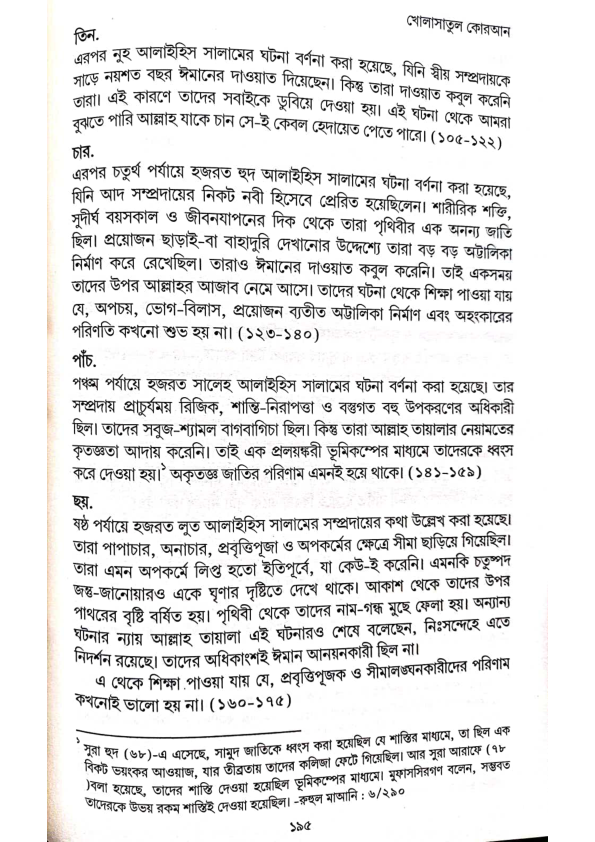 খোলাসাতুল কোরআন
তিন.
এরপর নুহ আলাইহিস সালামের ঘটনা বর্ণনা করা হয়েছে, যিনি স্বীয় সম্প্রদায়কে
সাড়ে নয়শত বছর ঈমানের দাওয়াত দিয়েছেন। কিন্তু তারা দাওয়াত কবুল করেনি
তারা। এই কারণে তাদের সবাইকে ডুবিয়ে দেওয়া হয়। এই ঘটনা থেকে আমরা
বুঝতে পারি আল্লাহ যাকে চান সে-ই কেবল হেদায়েত পেতে পারে। (১০৫-১২২)
চার.
এরপর চতুর্থ পর্যায়ে হজরত হুদ আলাইহিস সালামের ঘটনা বর্ণনা করা হয়েছে,
যিনি আদ সম্প্রদায়ের নিকট নবী হিসেবে প্রেরিত হয়েছিলেন। শারীরিক শক্তি,
সুদীর্ঘ বয়সকাল ও জীবনযাপনের দিক থেকে তারা পৃথিবীর এক অনন্য জাতি
ছিল। প্রয়োজন ছাড়াই-বা বাহাদুরি দেখানোর উদ্দেশ্যে তারা বড় বড় অট্টালিকা
নির্মাণ করে রেখেছিল। তারাও ঈমানের দাওয়াত কবুল করেনি। তাই একসময়
তাদের উপর আল্লাহর আজাব নেমে আসে। তাদের ঘটনা থেকে শিক্ষা পাওয়া যায়
যে, অপচয়, ভোগ-বিলাস, প্রয়োজন ব্যতীত অট্টালিকা নির্মাণ এবং অহংকারের
পরিণতি কখনো শুভ হয় না। (১২৩-১৪০)
পাঁচ.
পঞ্চম পর্যায়ে হজরত সালেহ আলাইহিস সালামের ঘটনা বর্ণনা করা হয়েছে। তার
সম্প্রদায় প্রাচুর্যময় রিজিক, শান্তি-নিরাপত্তা ও বস্তুগত বহু উপকরণের অধিকারী
ছিল। তাদের সবুজ-শ্যামল বাগবাগিচা ছিল। কিন্তু তারা আল্লাহ তায়ালার নেয়ামতের
কৃতজ্ঞতা আদায় করেনি। তাই এক প্রলয়ঙ্করী ভূমিকম্পের মাধ্যমে তাদেরকে ধ্বংস
করে দেওয়া হয়।১ অকৃতজ্ঞ জাতির পরিণাম এমনই হয়ে থাকে। (১৪১-১৫৯)
ছয়.
ষষ্ঠ পর্যায়ে হজরত লুত আলাইহিস সালামের সম্প্রদায়ের কথা উল্লেখ করা হয়েছে।
তারা পাপাচার, অনাচার, প্রবৃত্তিপূজা ও অপকর্মের ক্ষেত্রে সীমা ছাড়িয়ে গিয়েছিল।
তারা এমন অপকর্মে লিপ্ত হতো ইতিপূর্বে, যা কেউ-ই করেনি। এমনকি চতুষ্পদ
জন্তু-জানোয়ারও একে ঘৃণার দৃষ্টিতে দেখে থাকে। আকাশ থেকে তাদের উপর
পাথরের বৃষ্টি বর্ষিত হয়। পৃথিবী থেকে তাদের নাম-গন্ধ মুছে ফেলা হয়। অন্যান্য
ঘটনার ন্যায় আল্লাহ তায়ালা এই ঘটনারও শেষে বলেছেন, নিঃসন্দেহে এতে
নিদর্শন রয়েছে। তাদের অধিকাংশই ঈমান আনয়নকারী ছিল না।
এ থেকে শিক্ষা পাওয়া যায় যে, প্রবৃত্তিপূজক ও সীমালঙ্ঘনকারীদের পরিণাম
কখনোই ভালো হয় না। (১৬০-১৭৫)
১ সুরা হুদ (৬৮)-এ এসেছে, সামুদ জাতিকে ধ্বংস করা হয়েছিল যে শাস্তির মাধ্যমে, তা ছিল এক
বিকট ভয়ংকর আওয়াজ, যার তীব্রতায় তাদের কলিজা ফেটে গিয়েছিল। আর সুরা আরাফে (৭৮
)বলা হয়েছে, তাদের শাস্তি দেওয়া হয়েছিল ভূমিকম্পের মাধ্যমে। মুফাসসিরগণ বলেন, সম্ভবত
তাদেরকে উভয় রকম শাস্তিই দেওয়া হয়েছিল। -রুহুল মাআনি : ৬/২৯০
১৯৫